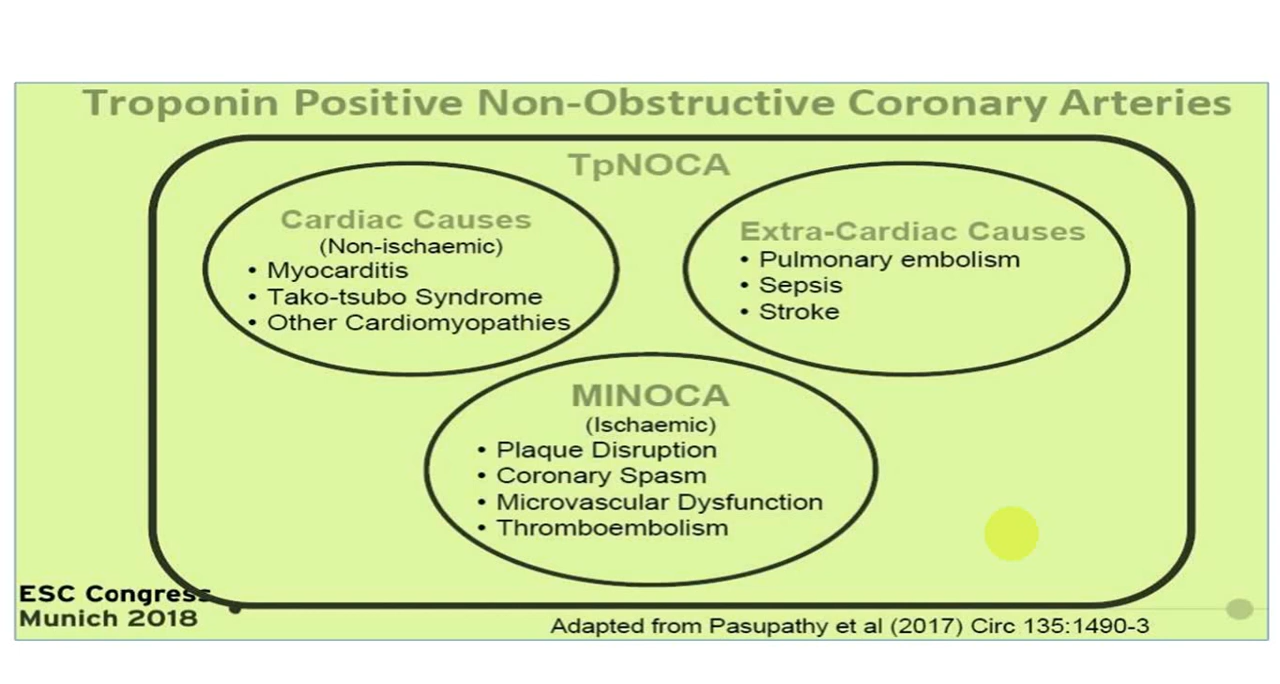 Troponin Positive Non-Obstructive Coronary Arteries
TpNOCA
Cardiac Causes
(Non-ischaemic)
• Myocarditis
• Tako-tsubo Syndrome
• Other Cardiomyopathies
Extra-Cardiac Causes
• Pulmonary embolism
• Sepsis
• Stroke
MINOCA
(Ischaemic)
• Plaque Disruption
• Coronary Spasm
• Microvascular Dysfunction
• Thromboembolism
ESC Congress
Munich 2018
Adapted from Pasupathy et al (2017) Circ 135:1490-3